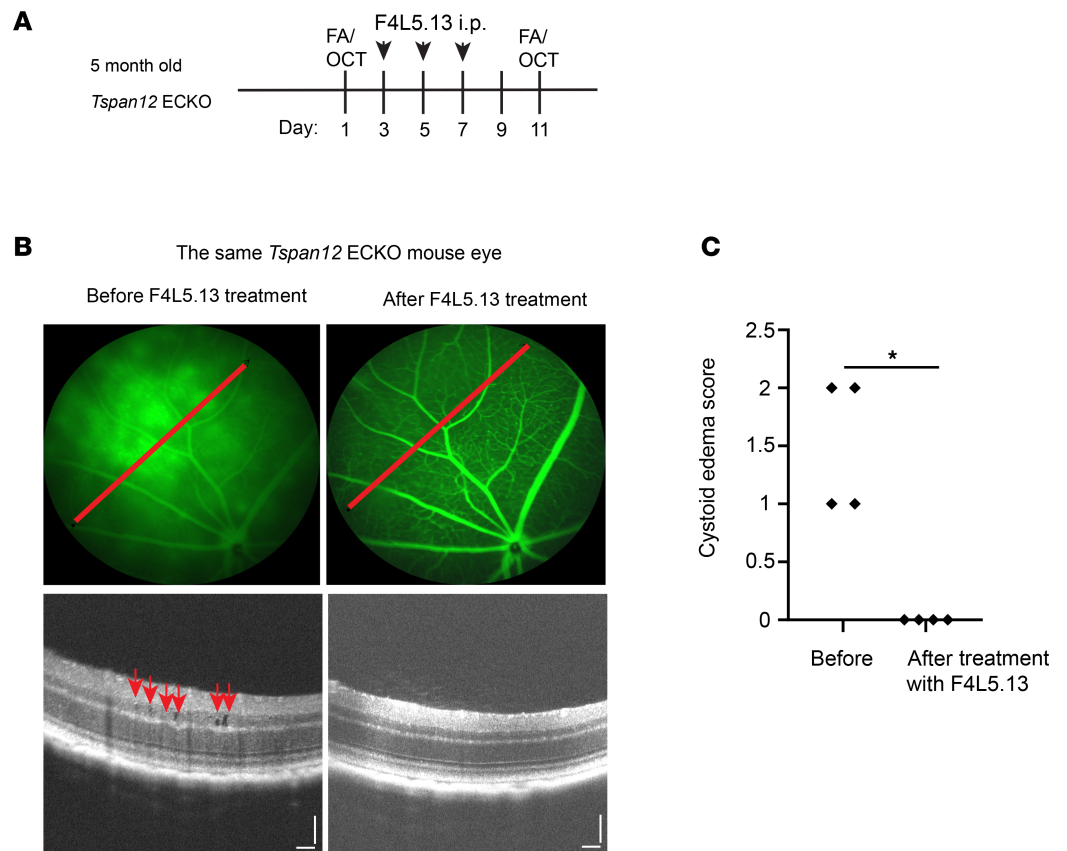 A
F4L5.13 i.p.
FA/
OCT
FA/
OCT
5 month old
Tspan12 ECKO
Day: 1 3 5 7 9 11
B
The same Tspan12 ECKO mouse eye
Before F4L5.13 treatment
After F4L5.13 treatment
C
Cystoid edema score
2.5
*
2
1.5
1
0.5
0
Before
After treatment
with F4L5.13